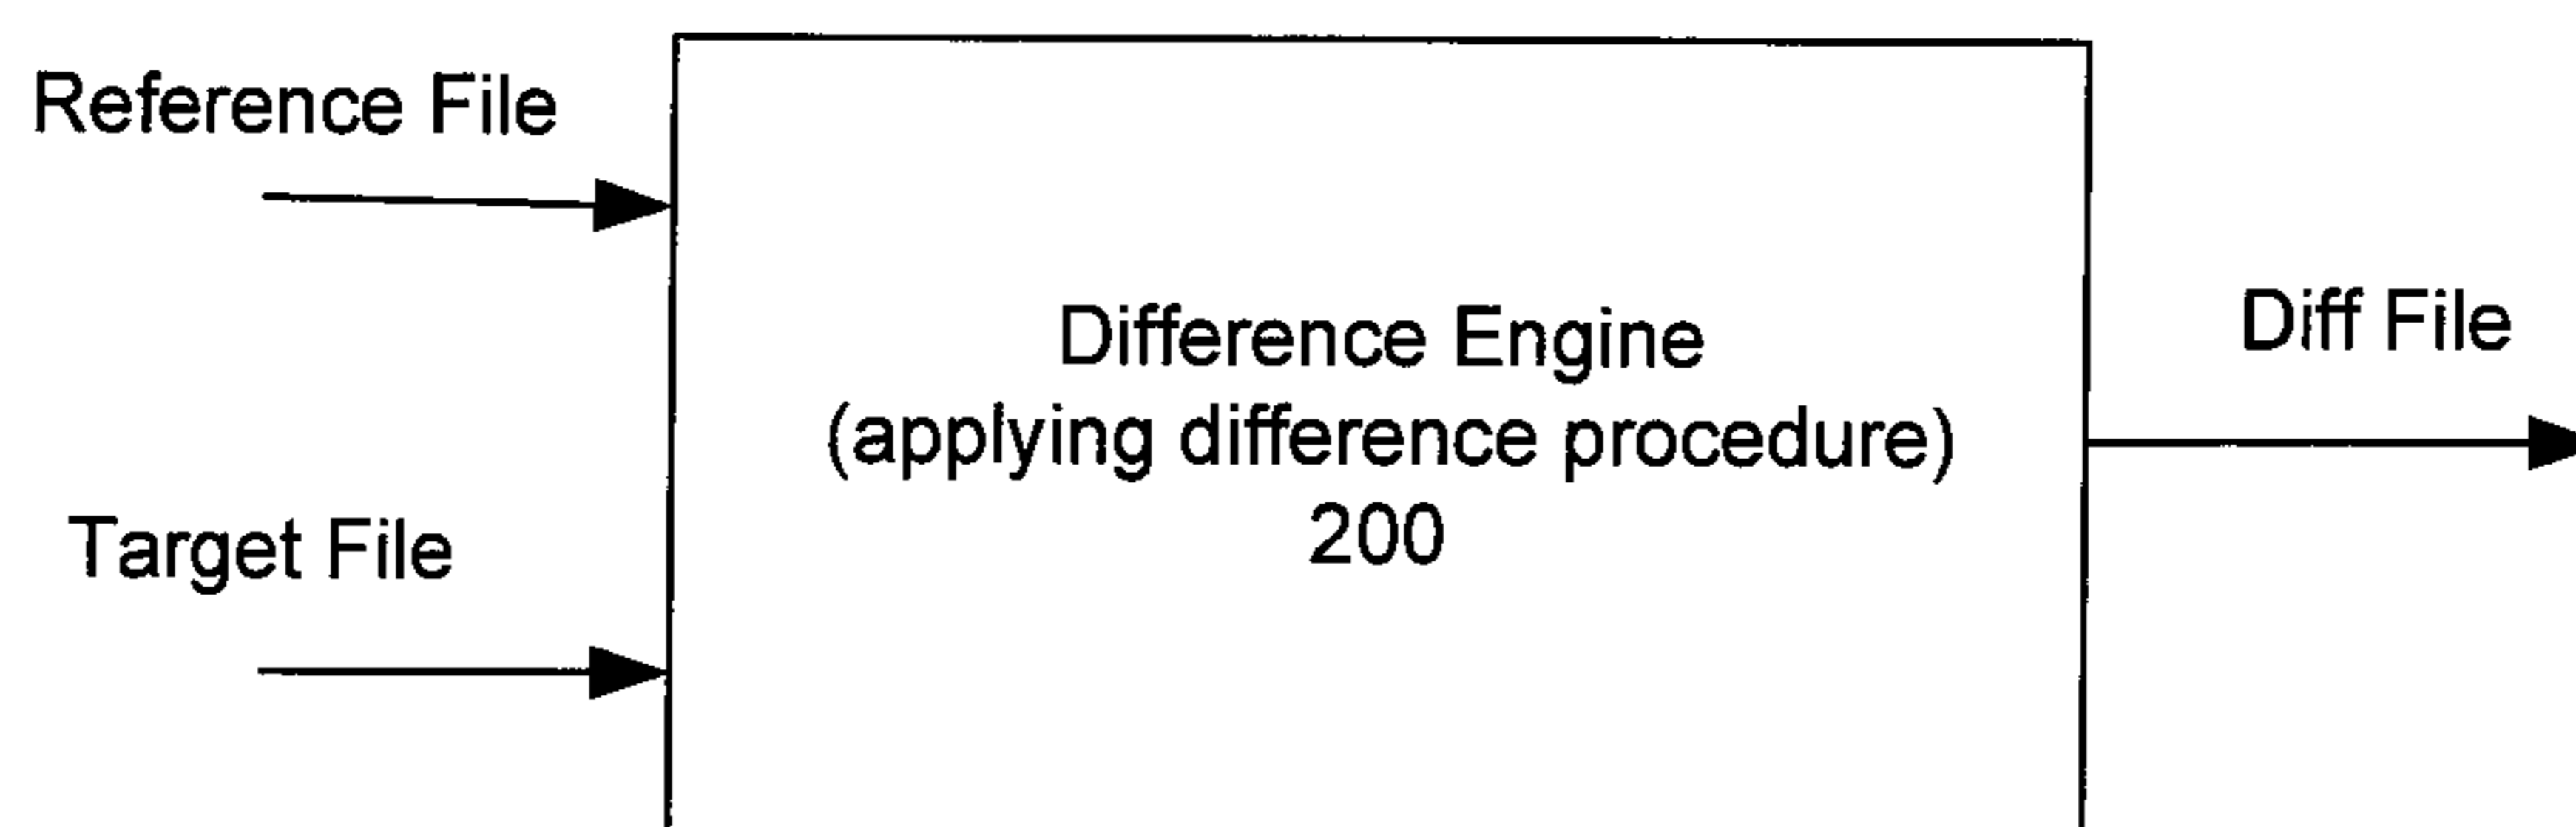 Reference File
Target File
Difference Engine
(applying difference procedure)
200
Diff File